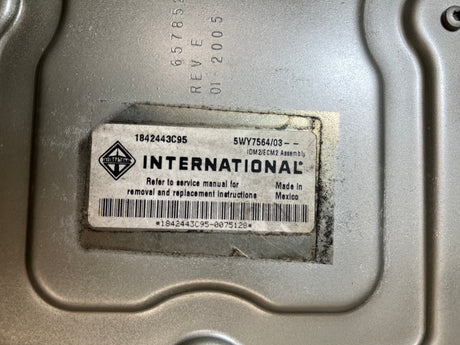 REV E
01 2005
1842443C95 5WY7564/03--
IDM2/ECM2 Assembly
INTERNATIONAL®
Refer to service manual for Made in
removal and replacement instructions Mexico
*1842443C95-0075128*